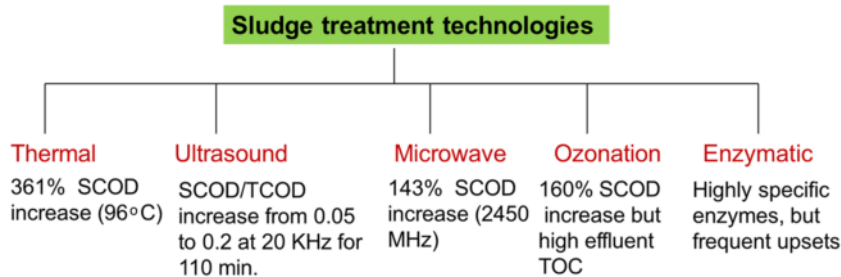 Sludge treatment technologies
Thermal
361% SCOD
increase (96°C)
Ultrasound
SCOD/TCOD
increase from 0.05
to 0.2 at 20 KHz for
110 min.
Microwave
143% SCOD
increase (2450
MHz)
Ozonation
160% SCOD
increase but
high effluent
TOC
Enzymatic
Highly specific
enzymes, but
frequent upsets